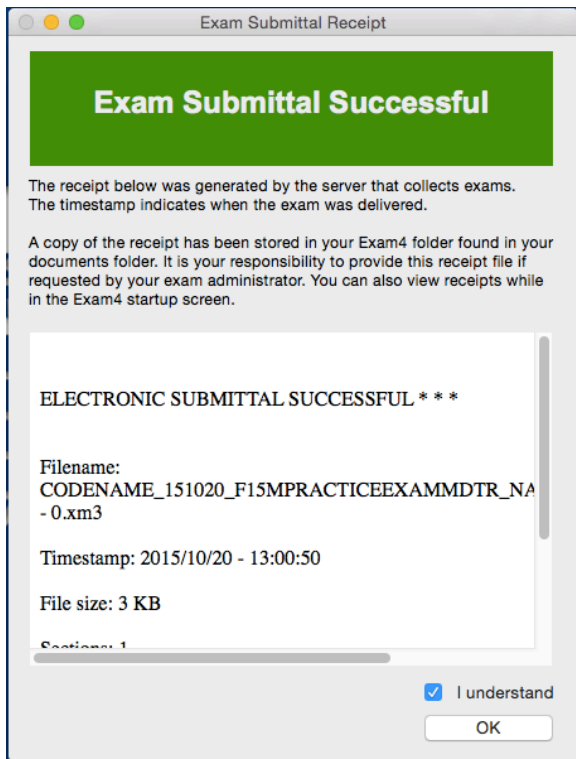 Exam Submittal Receipt
Exam Submittal Successful
The receipt below was generated by the server that collects exams.
The timestamp indicates when the exam was delivered.
A copy of the receipt has been stored in your Exam4 folder found in your
documents folder. It is your responsibility to provide this receipt file if
requested by your exam administrator. You can also view receipts while
in the Exam4 startup screen.
ELECTRONIC SUBMITTAL SUCCESSFUL * * *
Filename:
CODENAME_151020_F15MPRACTICEEXAMMDTR_NA
- 0.xm3
Timestamp: 2015/10/20 - 13:00:50
File size: 3 KB
Sections: 1
I understand
OK